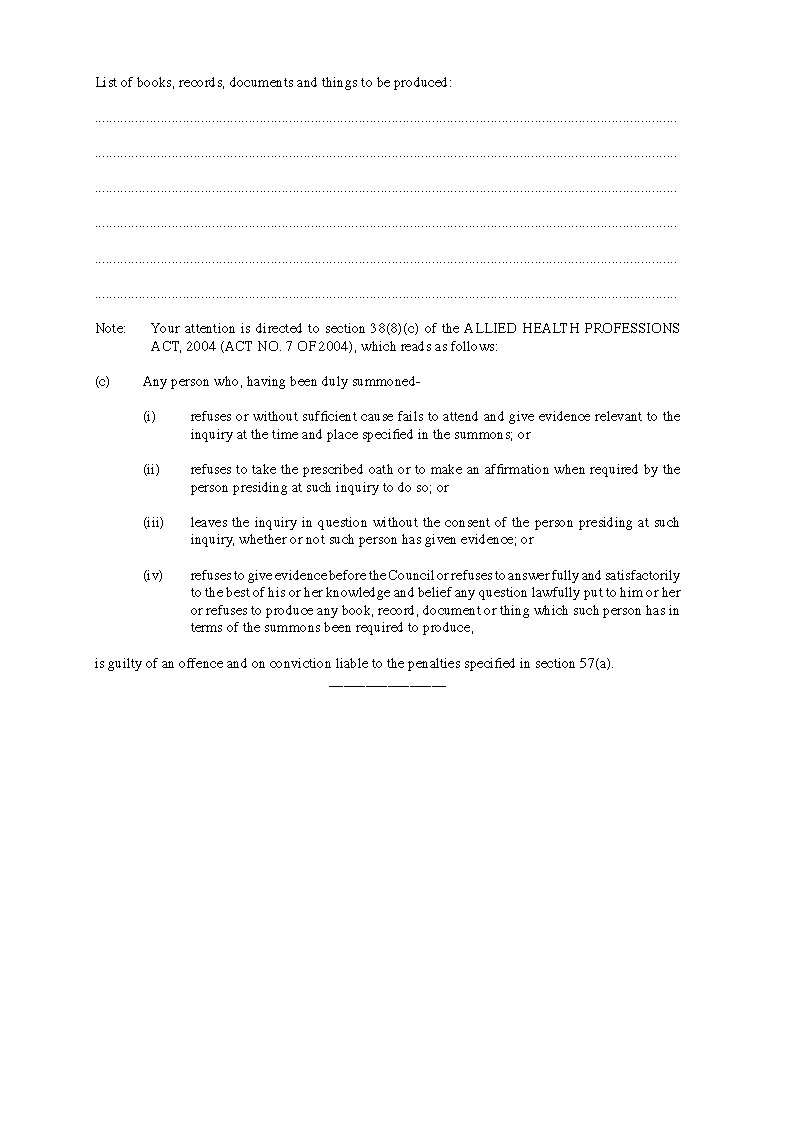 List of books, records, documents and things to be produced:
..........................................................................................................................................................................
..........................................................................................................................................................................
..........................................................................................................................................................................
..........................................................................................................................................................................
..........................................................................................................................................................................
..........................................................................................................................................................................
Note: Your attention is directed to section 38(8)(c) of the ALLIED HEALTH PROFESSIONS
ACT, 2004 (ACT NO. 7 OF 2004), which reads as follows:
(c) Any person who, having been duly summoned-
(i) refuses or without sufficient cause fails to attend and give evidence relevant to the
inquiry at the time and place specified in the summons; or
(ii) refuses to take the prescribed oath or to make an affirmation when required by the
person presiding at such inquiry to do so; or
(iii) leaves the inquiry in question without the consent of the person presiding at such
inquiry, whether or not such person has given evidence; or
(iv) refuses to give evidence before the Council or refuses to answer fully and satisfactorily
to the best of his or her knowledge and belief any question lawfully put to him or her
or refuses to produce any book, record, document or thing which such person has in
terms of the summons been required to produce,
is guilty of an offence and on conviction liable to the penalties specified in section 57(a).
________________